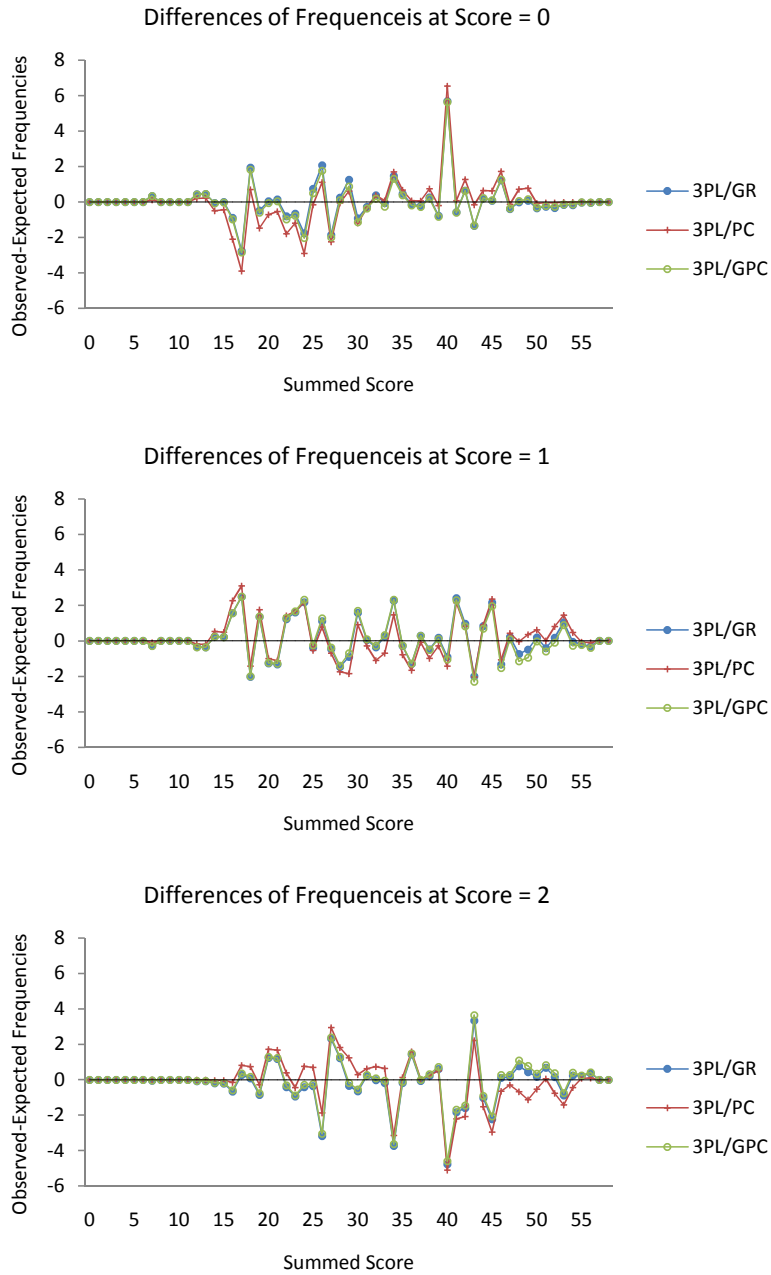 Differences of Frequenceis at Score = 0
Observed-Expected Frequencies
8
6
4
2
0
-2
-4
-6
0 5 10 15 20 25 30 35 40 45 50 55
Summed Score
3PL/GR
3PL/PC
3PL/GPC
Differences of Frequenceis at Score = 1
Observed-Expected Frequencies
8
6
4
2
0
-2
-4
-6
0 5 10 15 20 25 30 35 40 45 50 55
Summed Score
3PL/GR
3PL/PC
3PL/GPC
Differences of Frequenceis at Score = 2
Observed-Expected Frequencies
8
6
4
2
0
-2
-4
-6
0 5 10 15 20 25 30 35 40 45 50 55
Summed Score
3PL/GR
3PL/PC
3PL/GPC